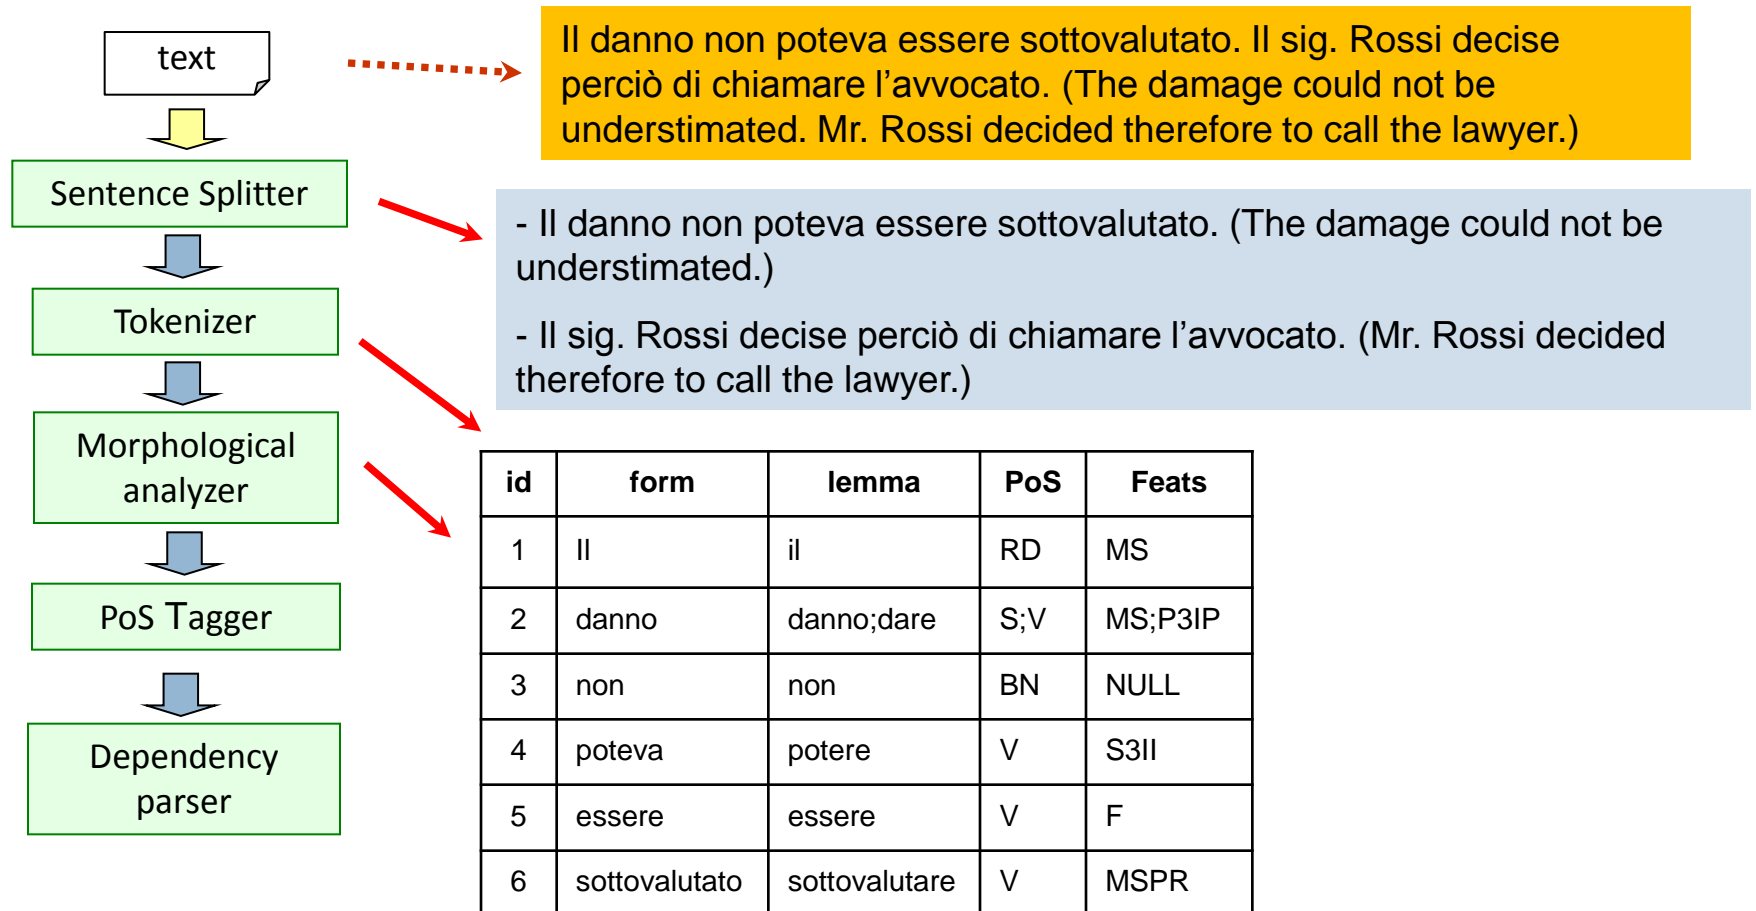 text
Il danno non poteva essere sottovalutato. Il sig. Rossi decise
perciò di chiamare l’avvocato. (The damage could not be
understimated. Mr. Rossi decided therefore to call the lawyer.)
Sentence Splitter
- Il danno non poteva essere sottovalutato. (The damage could not be
understimated.)
- Il sig. Rossi decise perciò di chiamare l’avvocato. (Mr. Rossi decided
therefore to call the lawyer.)
Tokenizer
Morphological
analyzer
PoS Tagger
Dependency
parser
id form lemma PoS Feats
1 Il il RD MS
2 danno danno;dare S;V MS;P3IP
3 non non BN NULL
4 poteva potere V S3II
5 essere essere V F
6 sottovalutato sottovalutare V MSPR